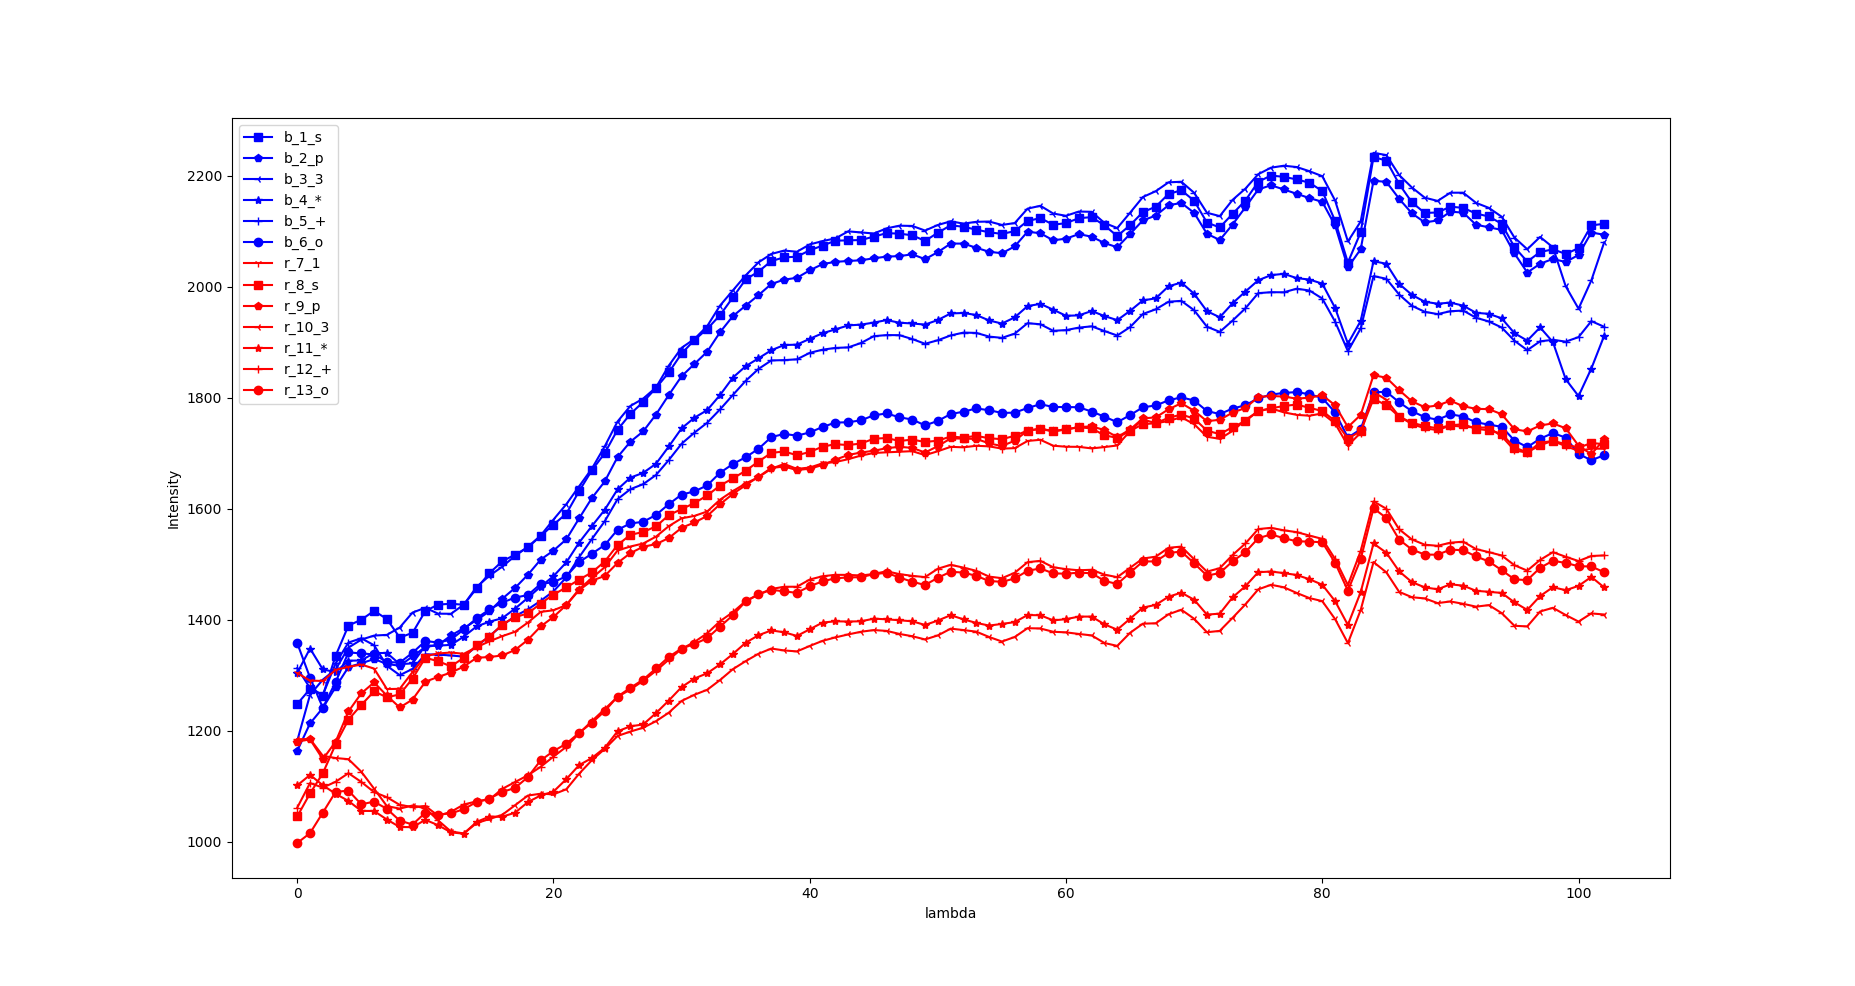 b_1_s
b_2_p
b_3_3
b_4_*
b_5_+
b_6_o
r_7_1
r_8_s
r_9_p
r_10_3
r_11_*
r_12_+
r_13_o
2200
2000
1800
1600
1400
1200
1000
Intensity
0 20 40 60 80 100
lambda